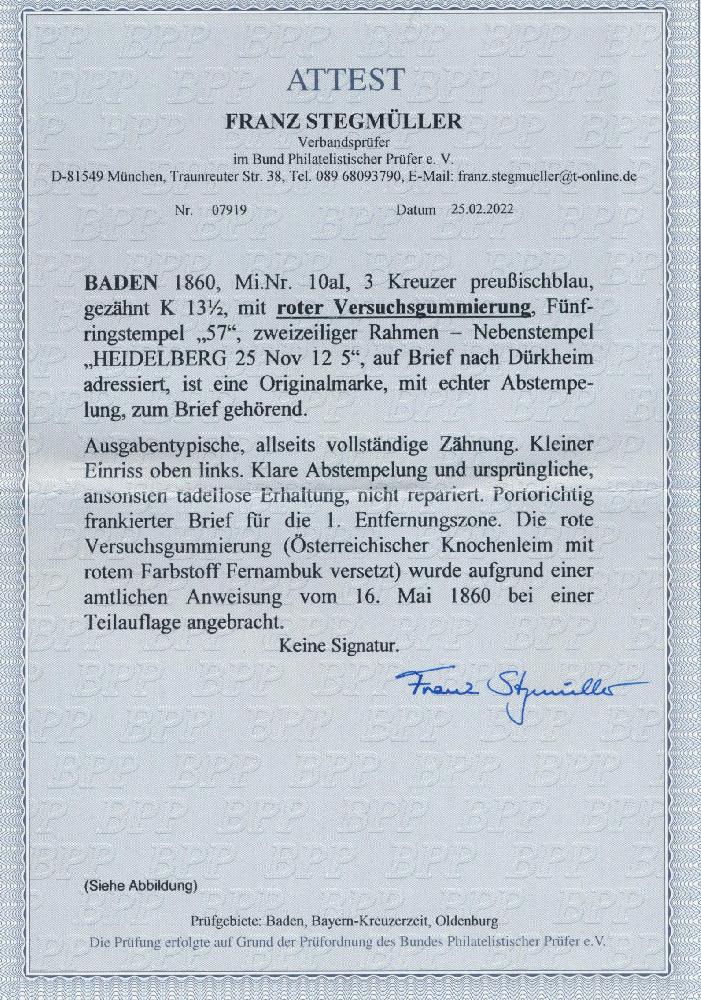 ATTEST
FRANZ STEGMÜLLER
Verbandsprüfer
im Bund Philatelistischer Prüfer e. V.
D-81549 München, Traunreuter Str. 38, Tel. 089 68093790, E-Mail: franz.stegmueller@t-online.de
Nr. 07919 Datum 25.02.2022
BADEN 1860, Mi.Nr. 10aI, 3 Kreuzer preußischblau,
gezähnt K 13½, mit roter Versuchsgummierung, Fünf-
ringstempel „57“, zweizeiliger Rahmen – Nebenstempel
„HEIDELBERG 25 Nov 12 5“, auf Brief nach Dürkheim
adressiert, ist eine Originalmarke, mit echter Abstempe-
lung, zum Brief gehörend.
Ausgabentypische, allseits vollständige Zähnung. Kleiner
Einriss oben links. Klare Abstempelung und ursprüngliche,
ansonsten tadellose Erhaltung, nicht repariert. Portorichtig
frankierter Brief für die 1. Entfernungszone. Die rote
Versuchsgummierung (Österreichischer Knochenleim mit
rotem Farbstoff Fernambuk versetzt) wurde aufgrund einer
amtlichen Anweisung vom 16. Mai 1860 bei einer
Teilauflage angebracht.
Keine Signatur.
Franz Stegmüller
(Siehe Abbildung)
Prüfgebiete: Baden, Bayern-Kreuzerzeit, Oldenburg
Die Prüfung erfolgte auf Grund der Prüfordnung des Bundes Philatelistischer Prüfer e.V.